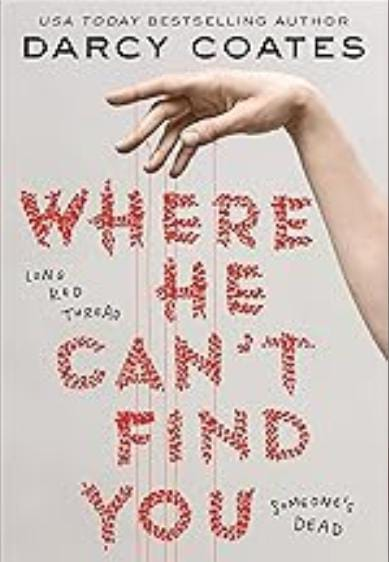 USA TODAY BESTSELLING AUTHOR
DARCY COATES
WHERE
HE
LONG
RED
THREAD
CAN'T
FIND
YOU
SOMEONE'S
DEAD